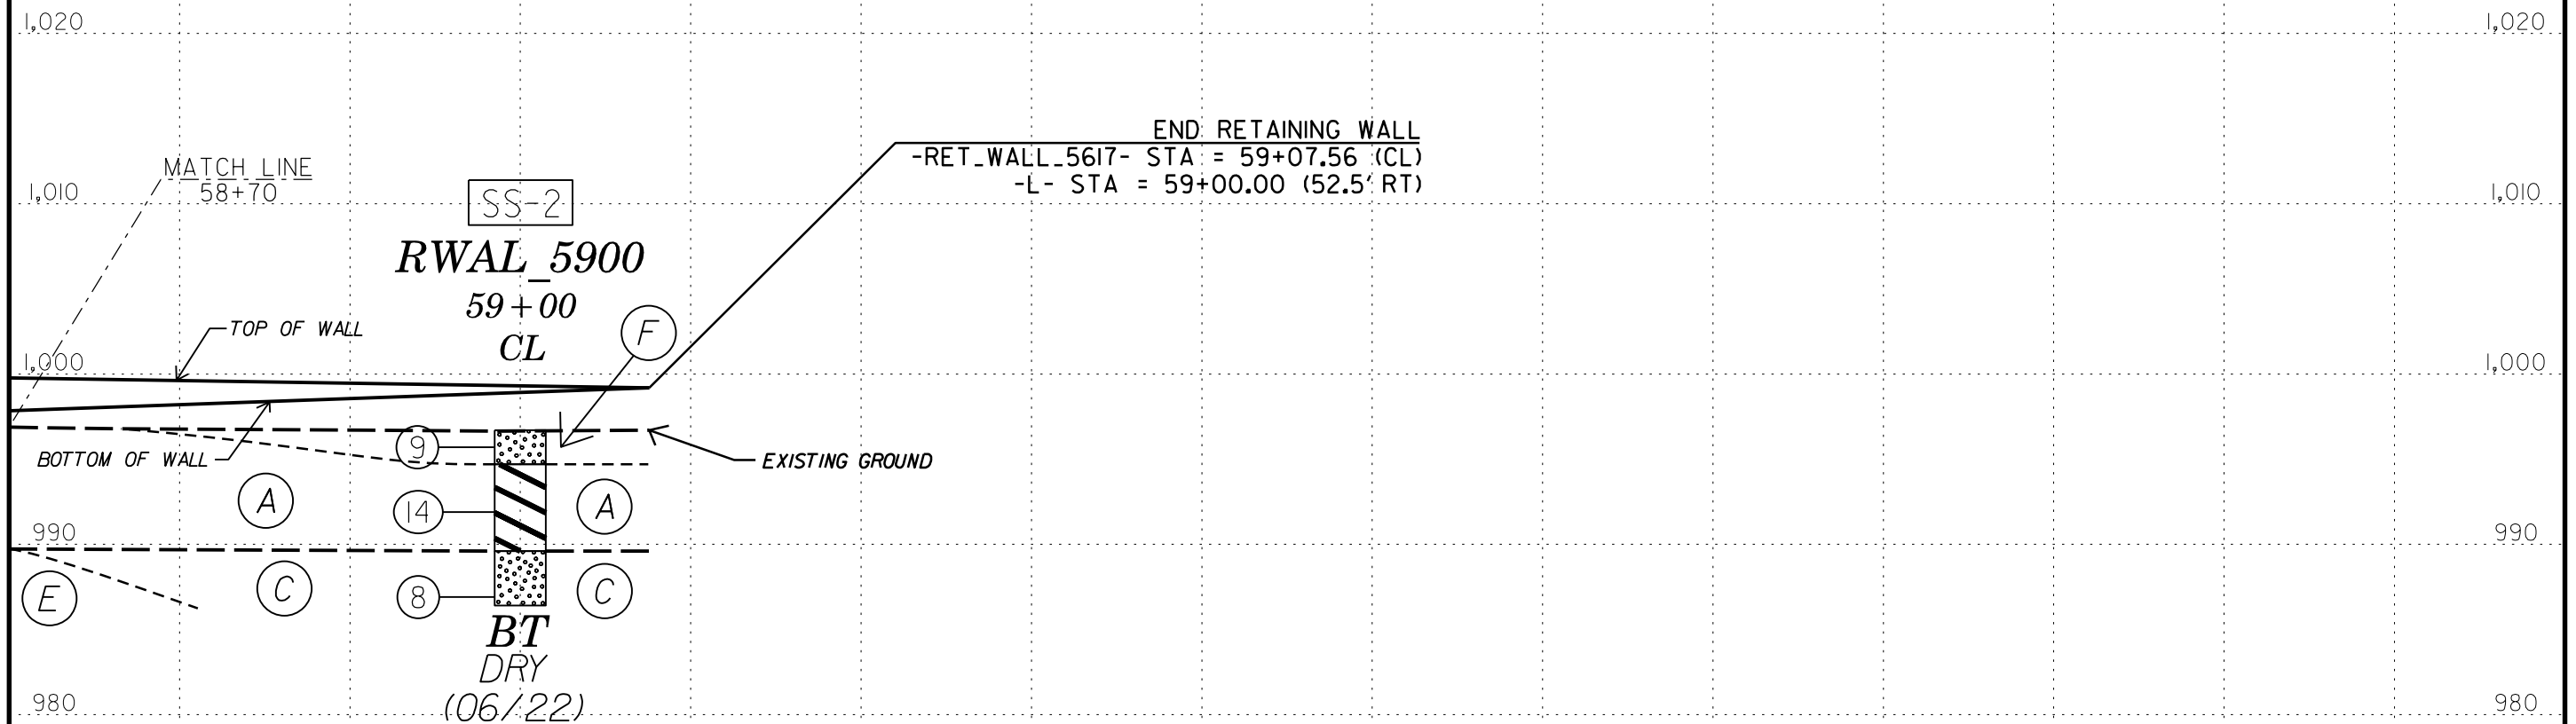 1,020
1,020
END RETAINING WALL
-RET_WALL_5617- STA = 59+07.56 (CL)
-L- STA = 59+00.00 (52.5' RT)
MATCH LINE
58+70
1,010
1,010
SS-2
RWAL_5900
59+00
CL
F
TOP OF WALL
1,000
1,000
9
BOTTOM OF WALL
EXISTING GROUND
A
14
A
990
990
E
C
8
C
BT
DRY
(06/22)
980
980